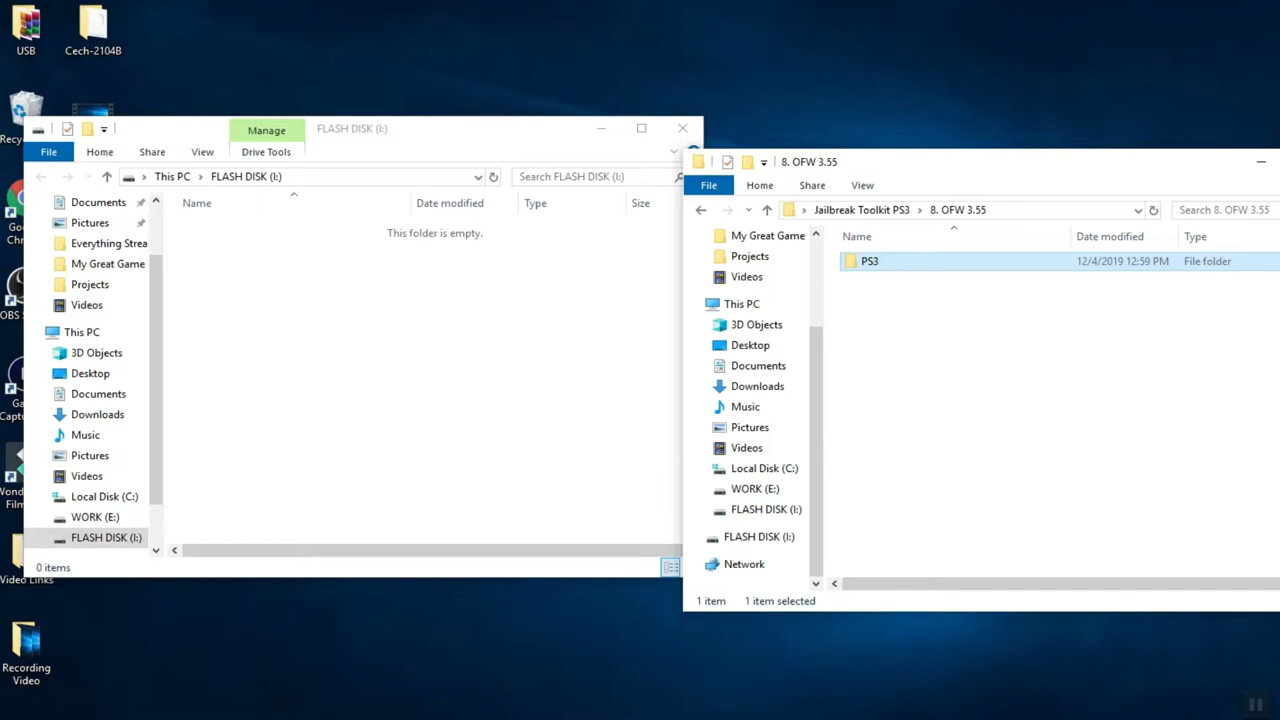 USB
Cech-2104B
Manage
FLASH DISK (I:)
File
Home
Share
View
Drive Tools
This PC
FLASH DISK (I:)
Search FLASH DISK (I:)
Name
Date modified
Type
Size
This folder is empty.
Documents
Pictures
Everything Strea
My Great Game
Projects
Videos
This PC
3D Objects
Desktop
Documents
Downloads
Music
Pictures
Videos
Local Disk (C:)
WORK (E:)
FLASH DISK (I:)
0 items
8. OFW 3.55
File
Home
Share
View
Jailbreak Toolkit PS3
8. OFW 3.55
Search 8. OFW 3.55
Name
Date modified
Type
PS3
12/4/2019 12:59 PM
File folder
My Great Game
Projects
Videos
This PC
3D Objects
Desktop
Documents
Downloads
Music
Pictures
Videos
Local Disk (C:)
WORK (E:)
FLASH DISK (I:)
FLASH DISK (I:)
Network
1 item
1 item selected
Recy
Go
Chr
OBS S
Ga
Captu
Wond
Film
Video Links
Recording
Video